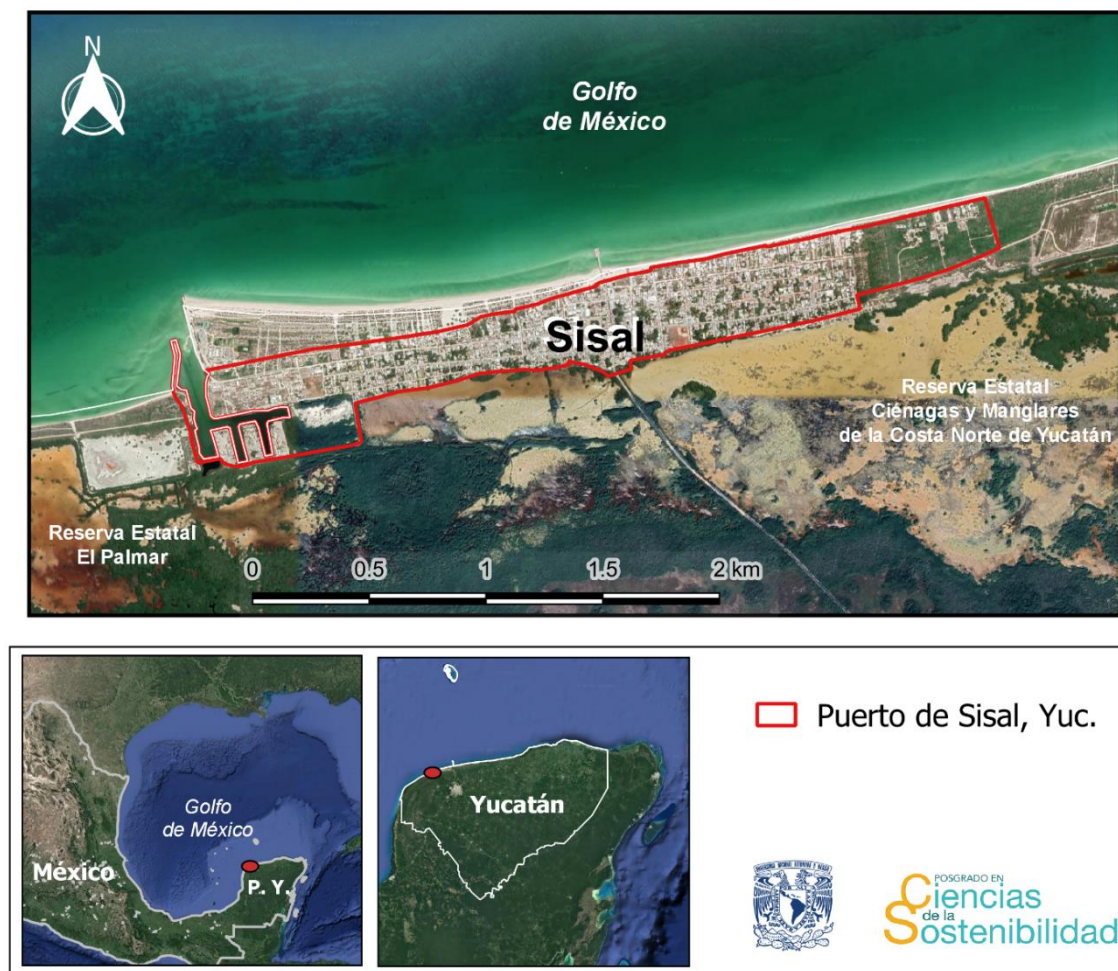 N
Golfo
de México
Sisal
Reserva Estatal
Ciénagas y Manglares
de la Costa Norte de Yucatán
Reserva Estatal
El Palmar
0 0.5 1 1.5 2 km
Golfo
de México
México
P. Y.
Yucatán
Puerto de Sisal, Yuc.
POSGRADO EN
Ciencias
de la
Sostenibilidad